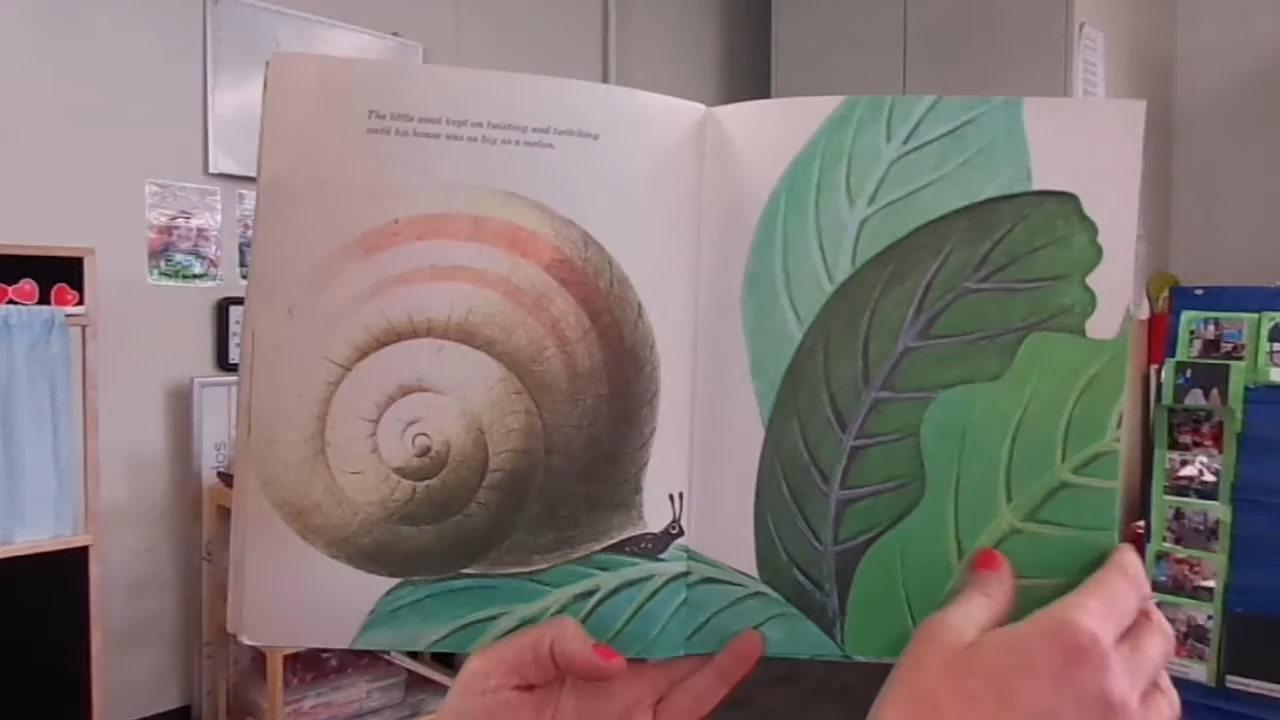 The little snail kept on twisting and twitching
until his house was as big as a melon.